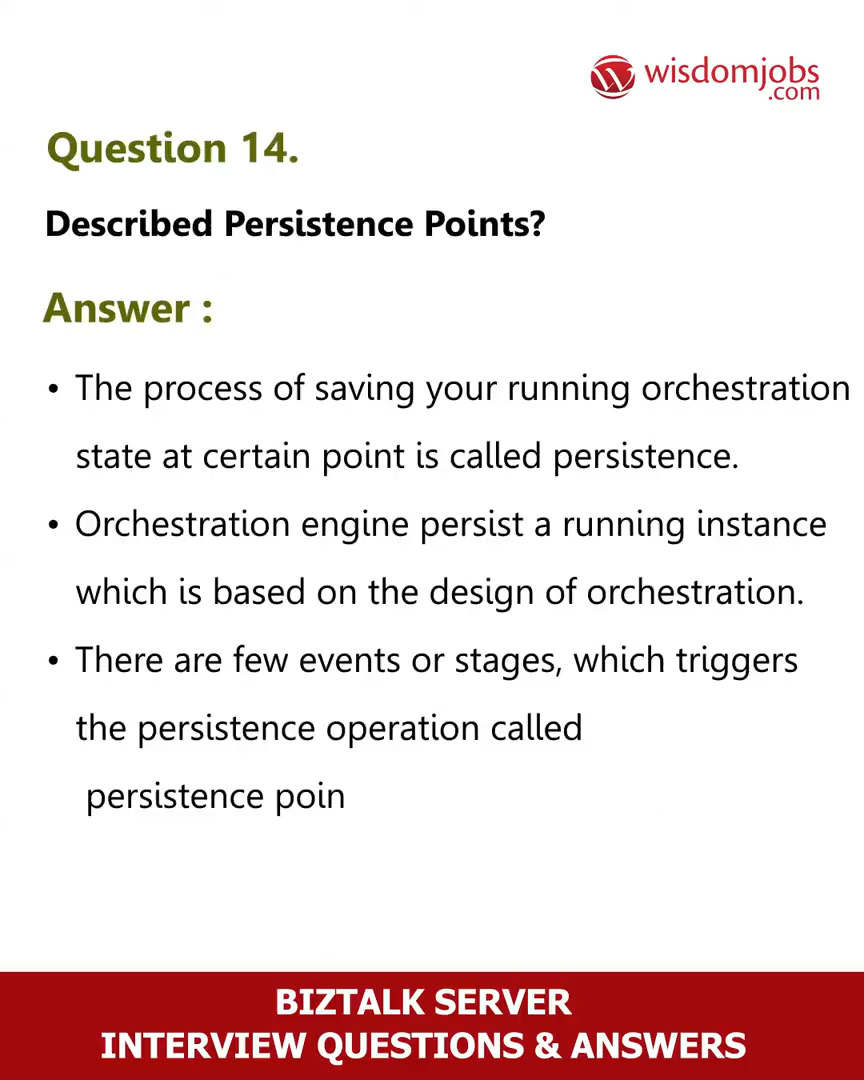 wisdomjobs
.com
Question 14.
Described Persistence Points?
Answer :
• The process of saving your running orchestration
state at certain point is called persistence.
• Orchestration engine persist a running instance
which is based on the design of orchestration.
• There are few events or stages, which triggers
the persistence operation called
persistence poin
BIZTALK SERVER
INTERVIEW QUESTIONS & ANSWERS